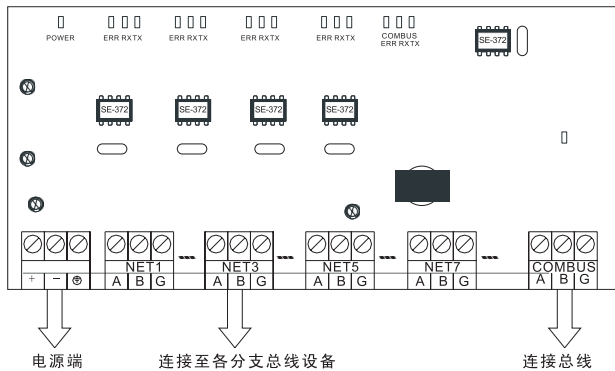 POWER
ERR RXTX ERR RXTX ERR RXTX ERR RXTX COMBUS
ERR RXTX
SE-372
SE-372 SE-372 SE-372 SE-372
NET1 NET3 NET5 NET7 COMBUS
+ − A B G A B G A B G A B G A B G
电源端 连接至各分支总线设备 连接总线